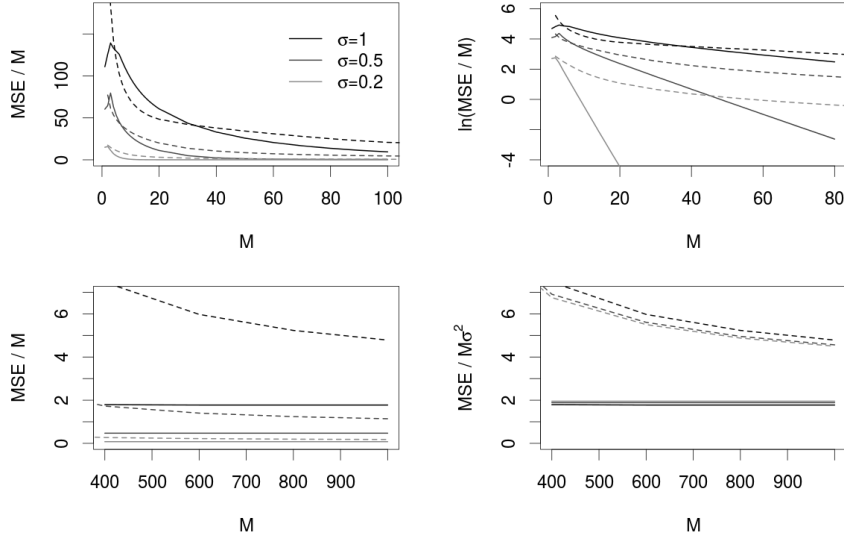 MSE / M
0 50 100
σ=1
σ=0.5
σ=0.2
0 20 40 60 80 100
M
ln(MSE / M)
-4 0 2 4 6
0 20 40 60 80
M
MSE / M
0 2 4 6
400 500 600 700 800 900
M
MSE / Mσ²
0 2 4 6
400 500 600 700 800 900
M